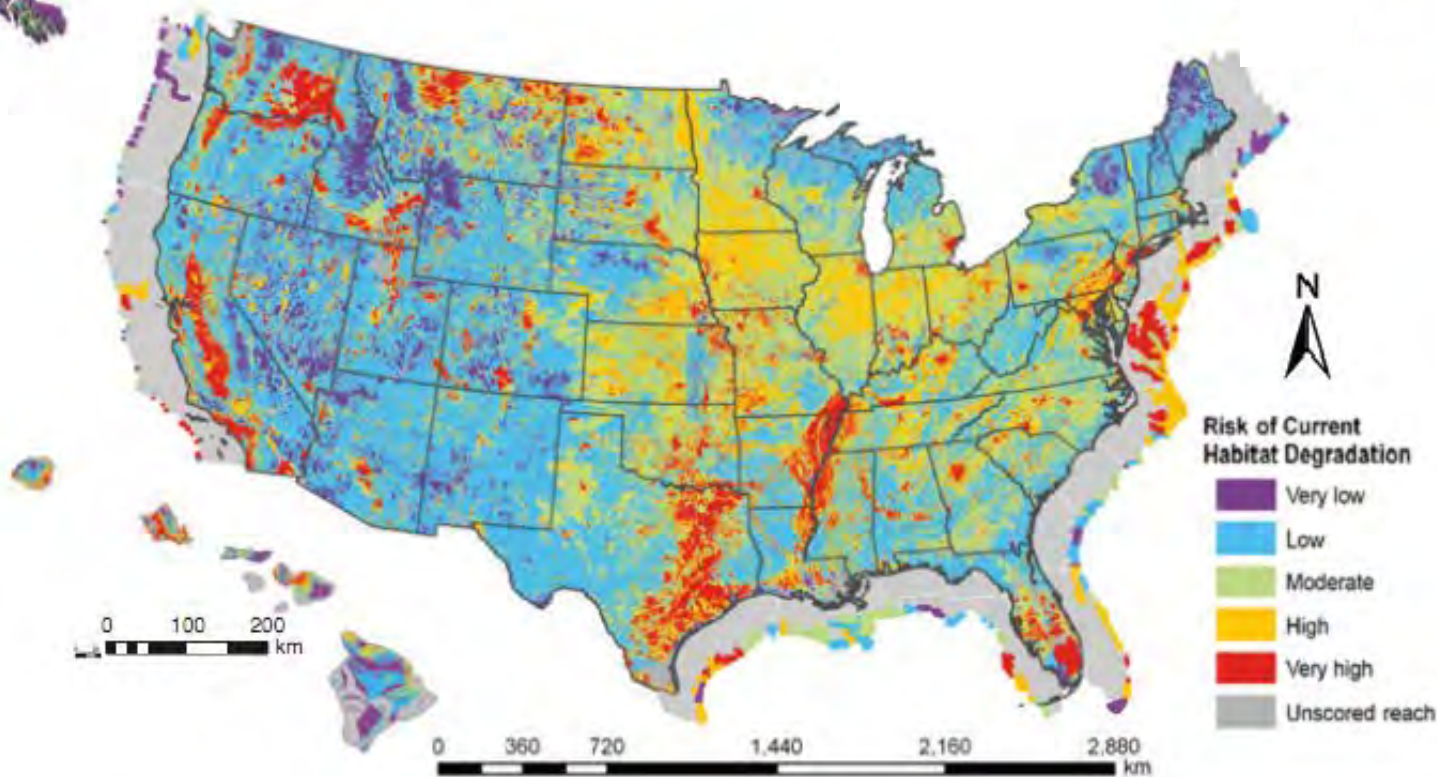 N
Risk of Current
Habitat Degradation
Very low
Low
Moderate
High
Very high
Unscored reach
0 100 200
km
0 360 720 1,440 2,160 2,880
km